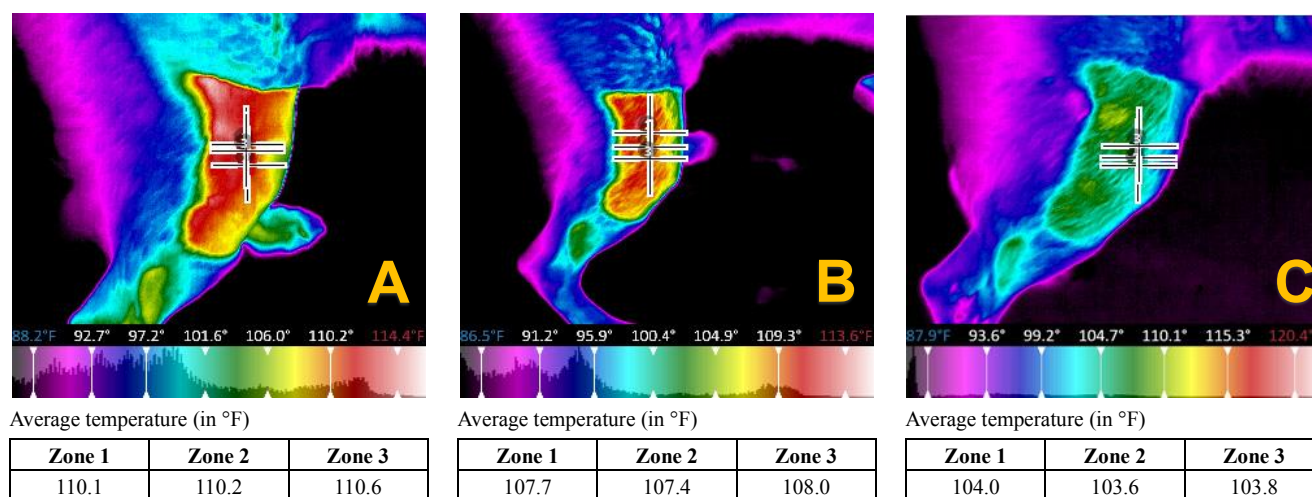 A
88.2°F 92.7° 97.2° 101.6° 106.0° 110.2° 114.4°F
Average temperature (in °F)
Zone 1 Zone 2 Zone 3
110.1 110.2 110.6
B
86.5°F 91.2° 95.9° 100.4° 104.9° 109.3° 113.6°F
Average temperature (in °F)
Zone 1 Zone 2 Zone 3
107.7 107.4 108.0
C
87.9°F 93.6° 99.2° 104.7° 110.1° 115.3° 120.4°
Average temperature (in °F)
Zone 1 Zone 2 Zone 3
104.0 103.6 103.8